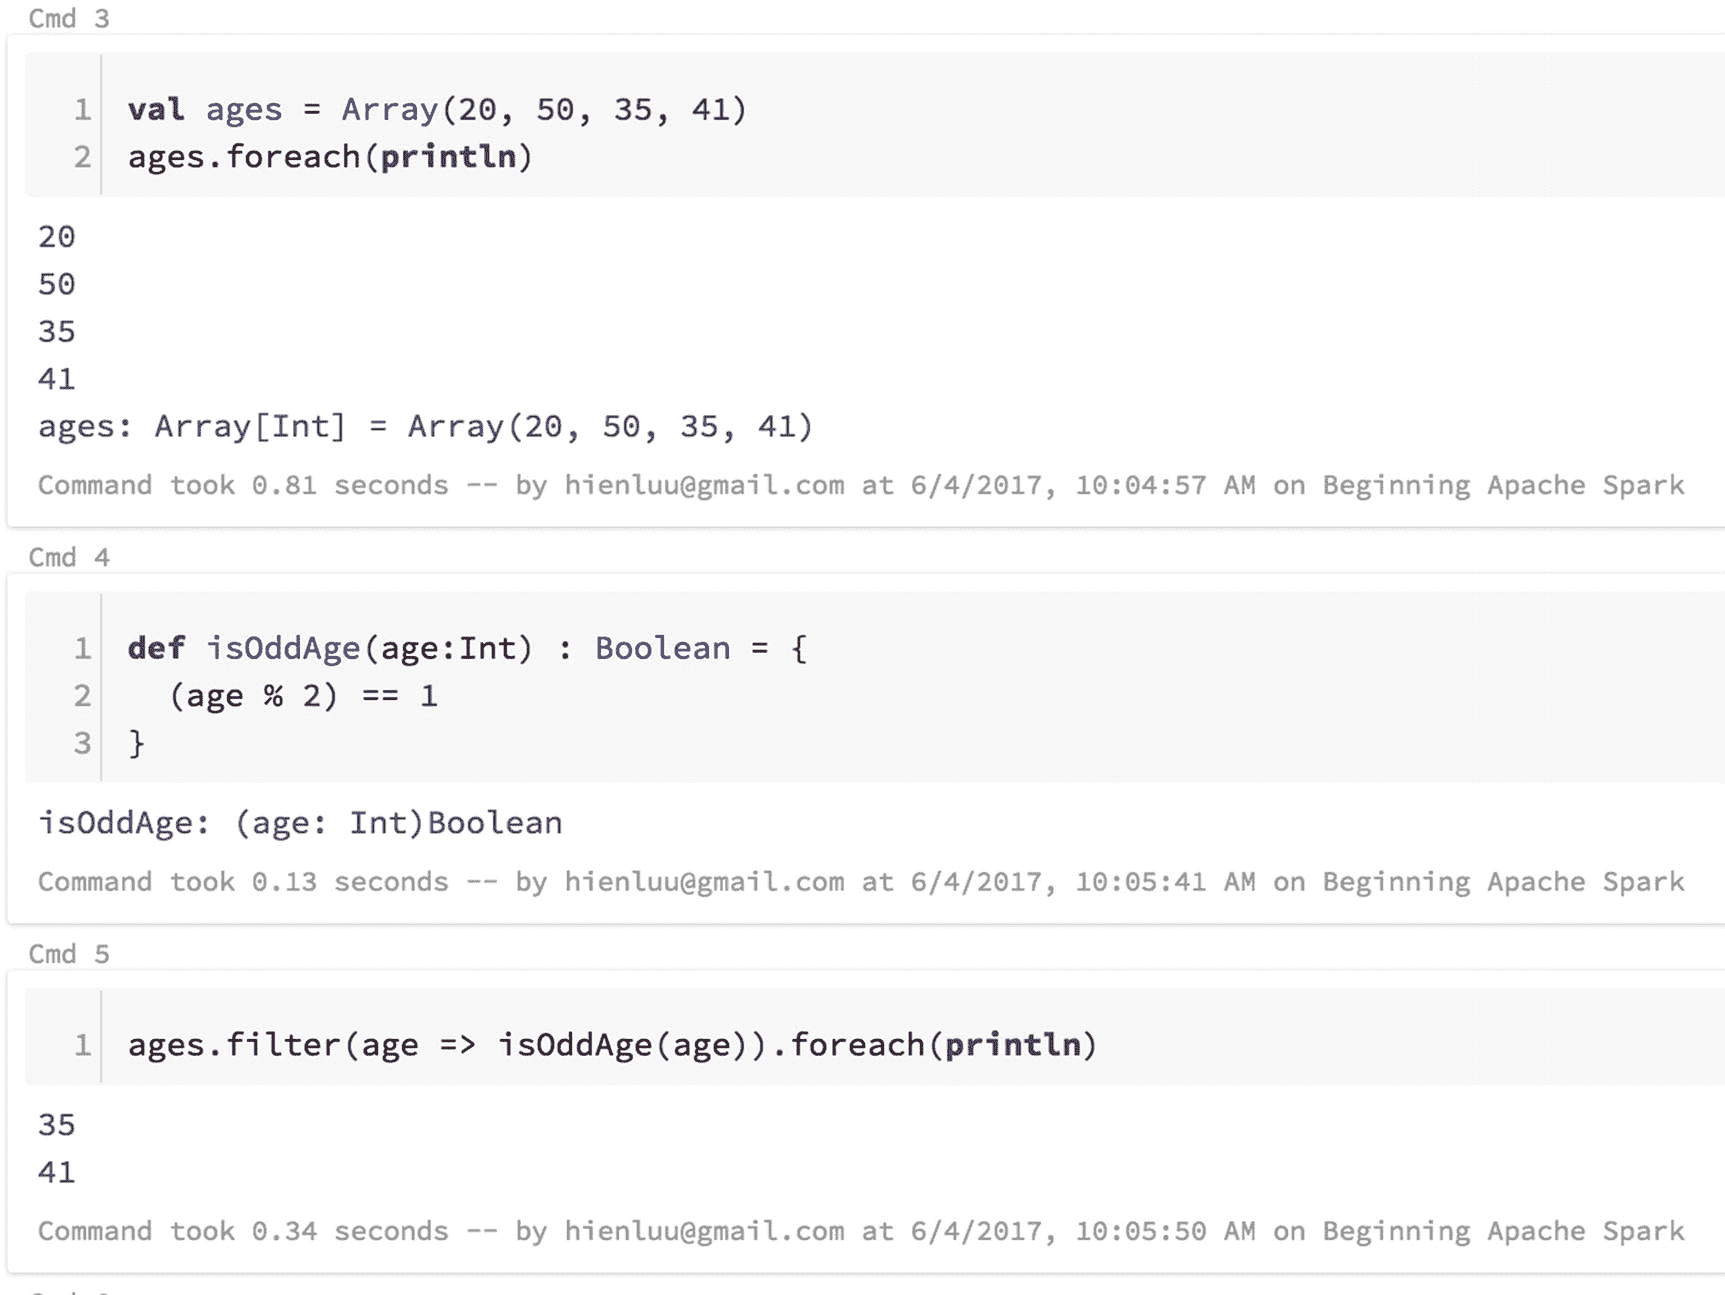 Cmd 3
1 val ages = Array(20, 50, 35, 41)
2 ages.foreach(println)
20
50
35
41
ages: Array[Int] = Array(20, 50, 35, 41)
Command took 0.81 seconds -- by hienluu@gmail.com at 6/4/2017, 10:04:57 AM on Beginning Apache Spark
Cmd 4
1 def isOddAge(age:Int) : Boolean = {
2   (age % 2) == 1
3 }
isOddAge: (age: Int)Boolean
Command took 0.13 seconds -- by hienluu@gmail.com at 6/4/2017, 10:05:41 AM on Beginning Apache Spark
Cmd 5
1 ages.filter(age => isOddAge(age)).foreach(println)
35
41
Command took 0.34 seconds -- by hienluu@gmail.com at 6/4/2017, 10:05:50 AM on Beginning Apache Spark